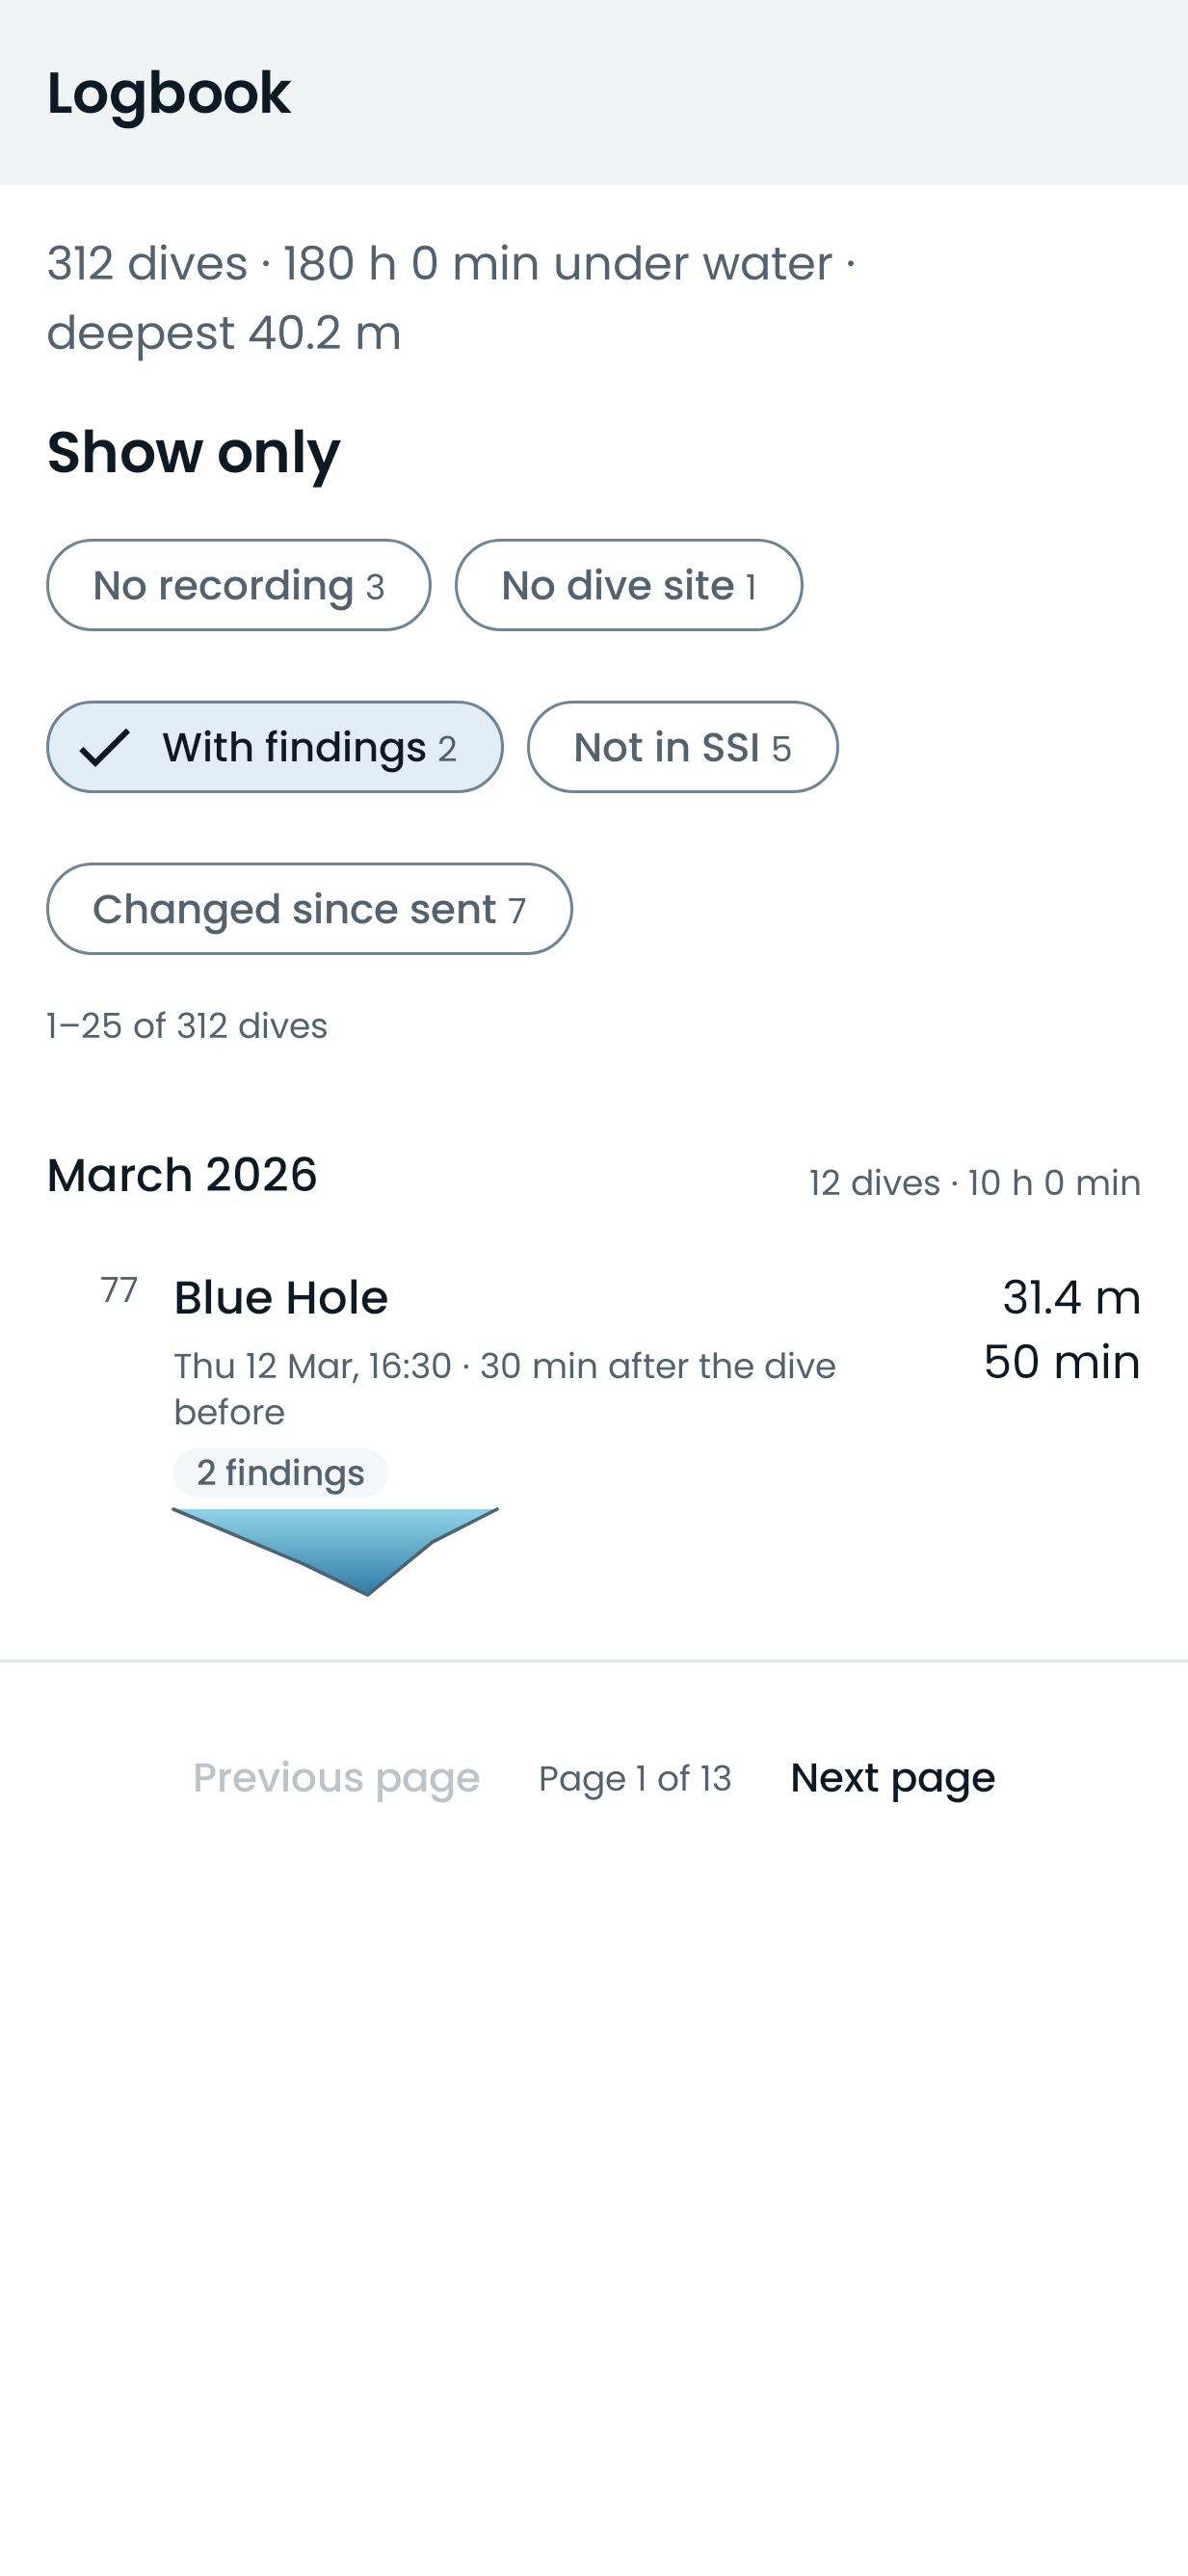 Logbook
312 dives · 180 h 0 min under water ·
deepest 40.2 m
Show only
No recording 3
No dive site 1
With findings 2
Not in SSI 5
Changed since sent 7
1–25 of 312 dives
March 2026
12 dives · 10 h 0 min
77
Blue Hole
31.4 m
Thu 12 Mar, 16:30 · 30 min after the dive
before
50 min
2 findings
Previous page
Page 1 of 13
Next page